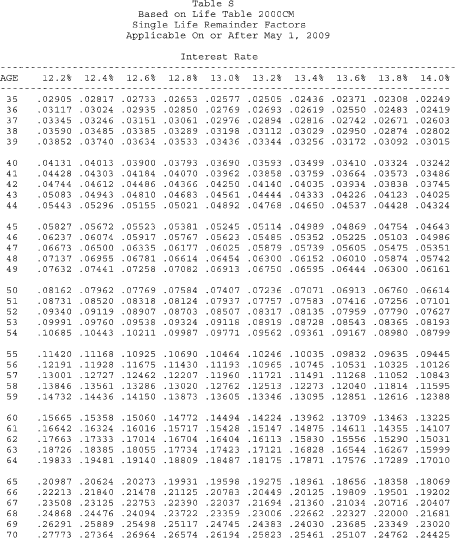 Table S
Based on Life Table 2000CM
Single Life Remainder Factors
Applicable On or After May 1, 2009
Interest Rate
AGE 12.2% 12.4% 12.6% 12.8% 13.0% 13.2% 13.4% 13.6% 13.8% 14.0%
35 .02905 .02817 .02733 .02653 .02577 .02505 .02436 .02371 .02308 .02249
36 .03117 .03024 .02935 .02850 .02769 .02693 .02619 .02550 .02483 .02419
37 .03345 .03246 .03151 .03061 .02976 .02894 .02816 .02742 .02671 .02603
38 .03590 .03485 .03385 .03289 .03198 .03112 .03029 .02950 .02874 .02802
39 .03852 .03740 .03634 .03533 .03436 .03344 .03256 .03172 .03092 .03015
40 .04131 .04013 .03900 .03793 .03690 .03593 .03499 .03410 .03324 .03242
41 .04428 .04303 .04184 .04070 .03962 .03858 .03759 .03664 .03573 .03486
42 .04744 .04612 .04486 .04366 .04250 .04140 .04035 .03934 .03838 .03745
43 .05083 .04943 .04810 .04683 .04561 .04444 .04333 .04226 .04123 .04025
44 .05443 .05296 .05155 .05021 .04892 .04768 .04650 .04537 .04428 .04324
45 .05827 .05672 .05523 .05381 .05245 .05114 .04989 .04869 .04754 .04643
46 .06237 .06074 .05917 .05767 .05623 .05485 .05352 .05225 .05103 .04986
47 .06673 .06500 .06335 .06177 .06025 .05879 .05739 .05605 .05475 .05351
48 .07137 .06955 .06781 .06614 .06454 .06300 .06152 .06010 .05874 .05742
49 .07632 .07441 .07258 .07082 .06913 .06750 .06595 .06444 .06300 .06161
50 .08162 .07962 .07769 .07584 .07407 .07236 .07071 .06913 .06760 .06614
51 .08731 .08520 .08318 .08124 .07937 .07757 .07583 .07416 .07256 .07101
52 .09340 .09119 .08907 .08703 .08507 .08317 .08135 .07959 .07790 .07627
53 .09991 .09760 .09538 .09324 .09118 .08919 .08728 .08543 .08365 .08193
54 .10685 .10443 .10211 .09987 .09771 .09562 .09361 .09167 .08980 .08799
55 .11420 .11168 .10925 .10690 .10464 .10246 .10035 .09832 .09635 .09445
56 .12191 .11928 .11675 .11430 .11193 .10965 .10745 .10531 .10325 .10126
57 .13001 .12727 .12462 .12207 .11960 .11721 .11491 .11268 .11052 .10843
58 .13846 .13561 .13286 .13020 .12762 .12513 .12273 .12040 .11814 .11595
59 .14732 .14436 .14150 .13873 .13605 .13346 .13095 .12851 .12616 .12388
60 .15665 .15358 .15060 .14772 .14494 .14224 .13962 .13709 .13463 .13225
61 .16642 .16324 .16016 .15717 .15428 .15147 .14875 .14611 .14355 .14107
62 .17663 .17333 .17014 .16704 .16404 .16113 .15830 .15556 .15290 .15031
63 .18726 .18385 .18055 .17734 .17423 .17121 .16828 .16544 .16267 .15999
64 .19833 .19481 .19140 .18809 .18487 .18175 .17871 .17576 .17289 .17010
65 .20987 .20624 .20273 .19931 .19598 .19275 .18961 .18656 .18358 .18069
66 .22213 .21840 .21478 .21125 .20783 .20449 .20125 .19809 .19501 .19202
67 .23508 .23125 .22753 .22390 .22037 .21694 .21360 .21034 .20716 .20407
68 .24868 .24476 .24094 .23722 .23359 .23006 .22662 .22327 .22000 .21681
69 .26291 .25889 .25498 .25117 .24745 .24383 .24030 .23685 .23349 .23020
70 .27773 .27364 .26964 .26574 .26194 .25823 .25461 .25107 .24762 .24425